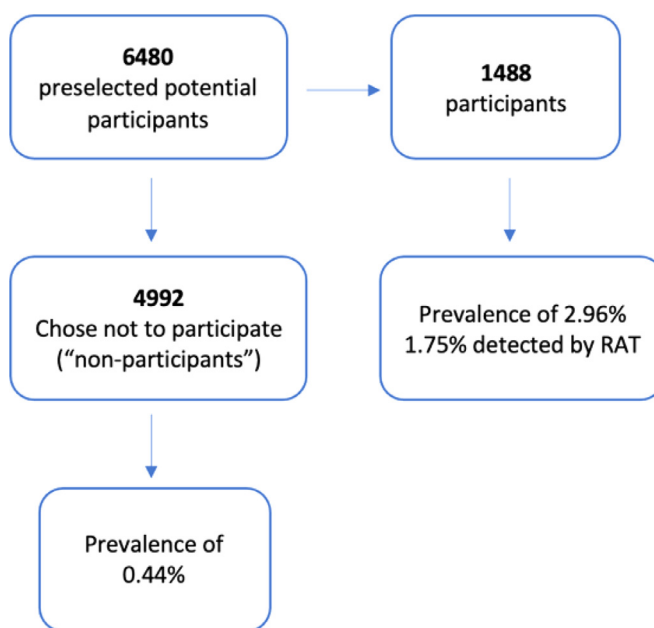 6480
preselected potential
participants
1488
participants
4992
Chose not to participate
(“non-participants”)
Prevalence of 2.96%
1.75% detected by RAT
Prevalence of
0.44%